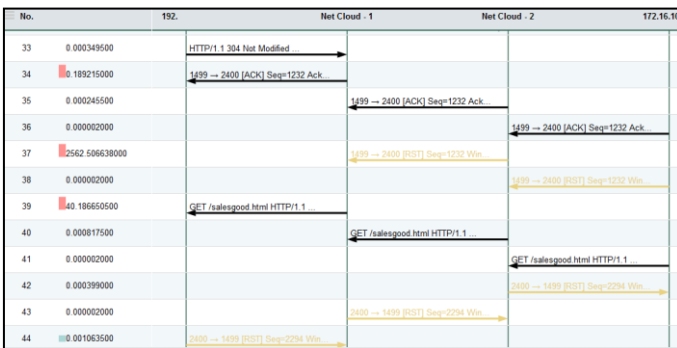 No. 192. Net Cloud - 1 Net Cloud - 2 172.16.10
33 0.000349500 HTTP/1.1 304 Not Modified ...
34 0.189215000 1499 → 2400 [ACK] Seq=1232 Ack...
35 0.000245500 1499 → 2400 [ACK] Seq=1232 Ack...
36 0.000002000 1499 → 2400 [ACK] Seq=1232 Ack...
37 2562.506638000 1499 → 2400 [RST] Seq=1232 Win...
38 0.000002000 1499 → 2400 [RST] Seq=1232 Win...
39 40.186650500 GET /salesgood.html HTTP/1.1 ...
40 0.000817500 GET /salesgood.html HTTP/1.1 ...
41 0.000002000 GET /salesgood.html HTTP/1.1 ...
42 0.000399000 2400 → 1499 [RST] Seq=2294 Win...
43 0.000002000 2400 → 1499 [RST] Seq=2294 Win...
44 0.001063500 2400 → 1499 [RST] Seq=2294 Win...